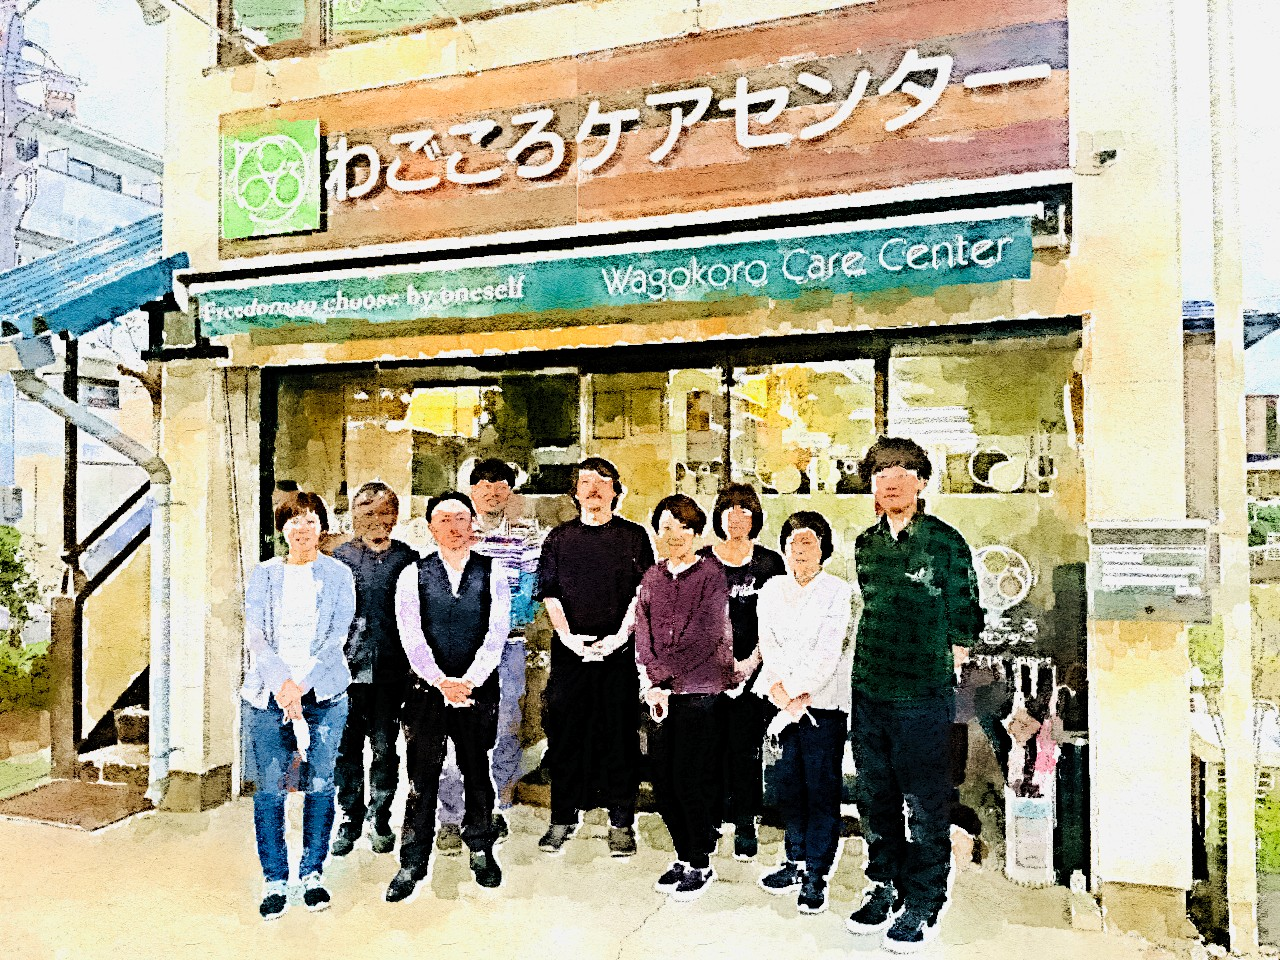 わごころケアセンター
Freedom to choose by oneself
Wagokoro Care Center